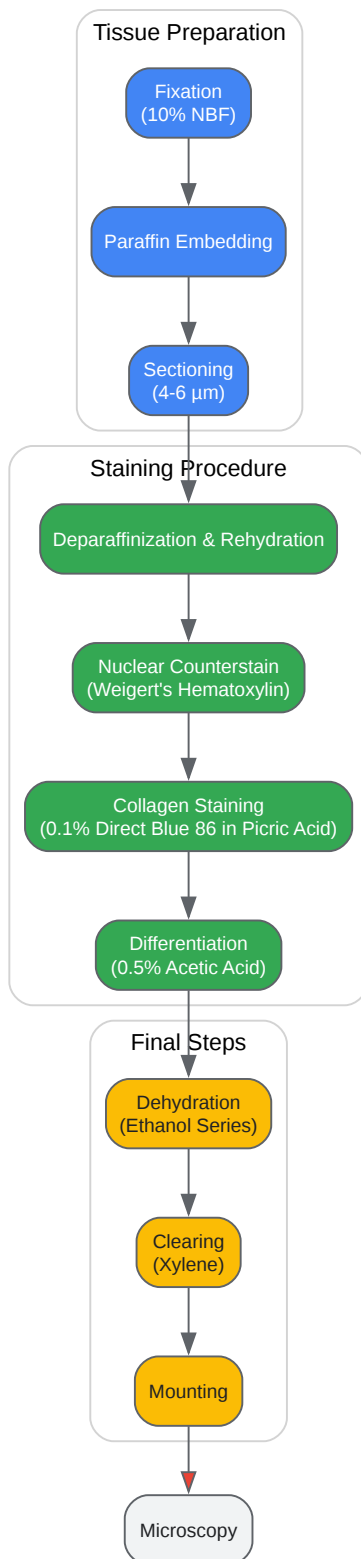 Tissue Preparation
Fixation
(10% NBF)
Paraffin Embedding
Sectioning
(4-6 µm)
Staining Procedure
Deparaffinization & Rehydration
Nuclear Counterstain
(Weigert's Hematoxylin)
Collagen Staining
(0.1% Direct Blue 86 in Picric Acid)
Differentiation
(0.5% Acetic Acid)
Final Steps
Dehydration
(Ethanol Series)
Clearing
(Xylene)
Mounting
Microscopy